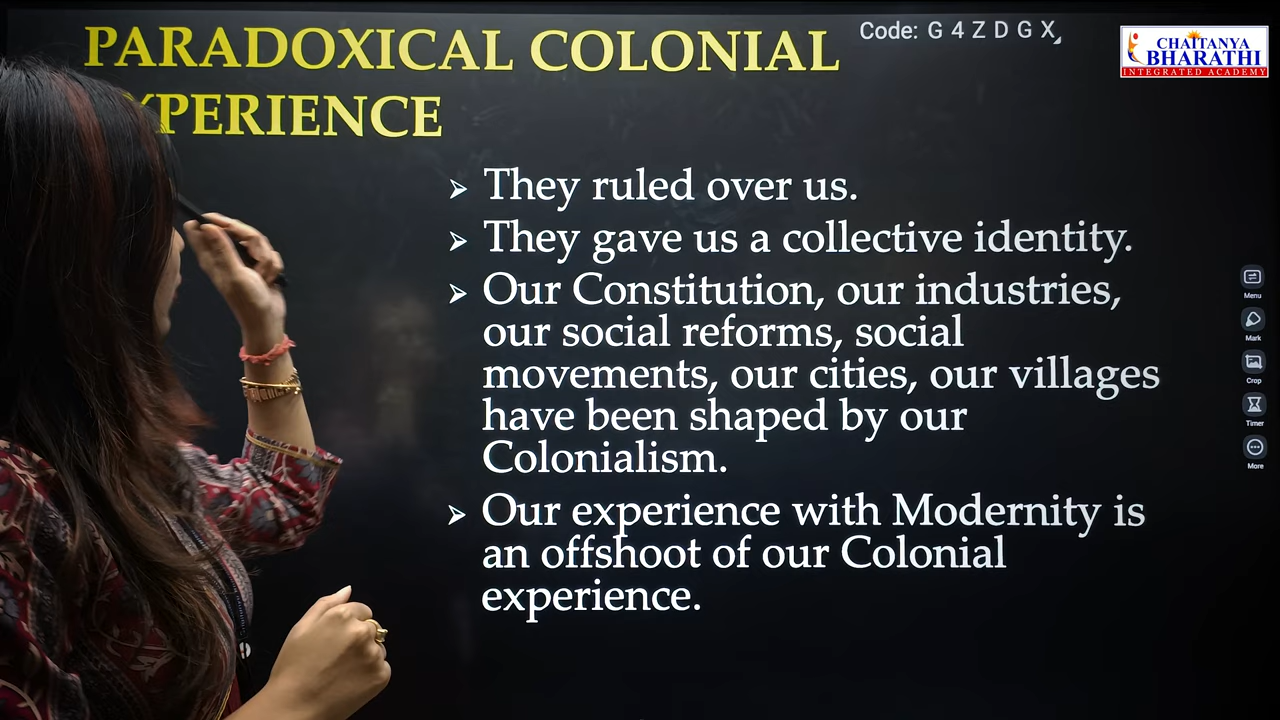 PARADOXICAL COLONIAL
EXPERIENCE
Code: G 4 Z D G X
CHAITANYA
BHARATHI
INTEGRATED ACADEMY
➢ They ruled over us.
➢ They gave us a collective identity.
➢ Our Constitution, our industries,
our social reforms, social
movements, our cities, our villages
have been shaped by our
Colonialism.
➢ Our experience with Modernity is
an offshoot of our Colonial
experience.
Menu
Mark
Crop
Timer
More